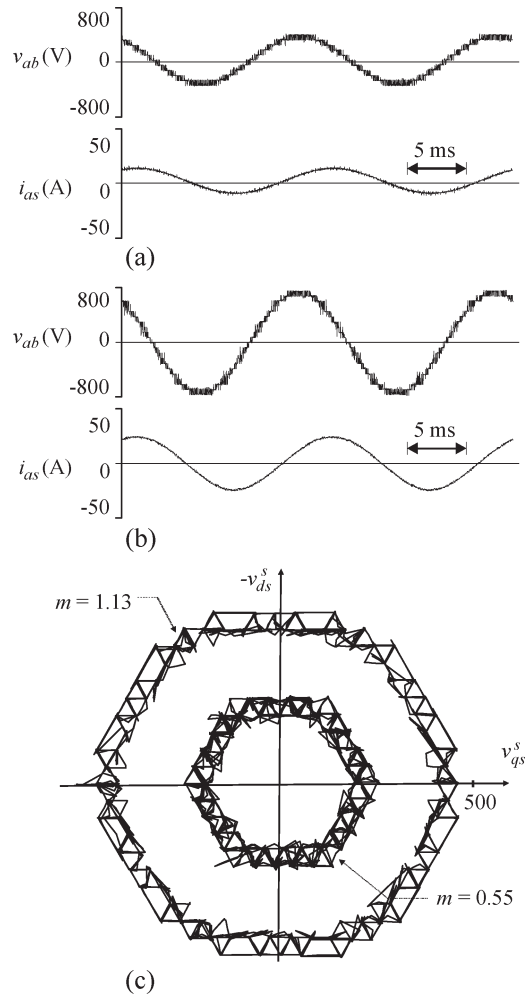 800
v_ab (V) 0
-800
50
5 ms
i_as (A) 0
-50
(a)
800
v_ab (V) 0
-800
50
5 ms
i_as (A) 0
-50
(b)
-v_ds^s
m = 1.13
v_qs^s
500
m = 0.55
(c)